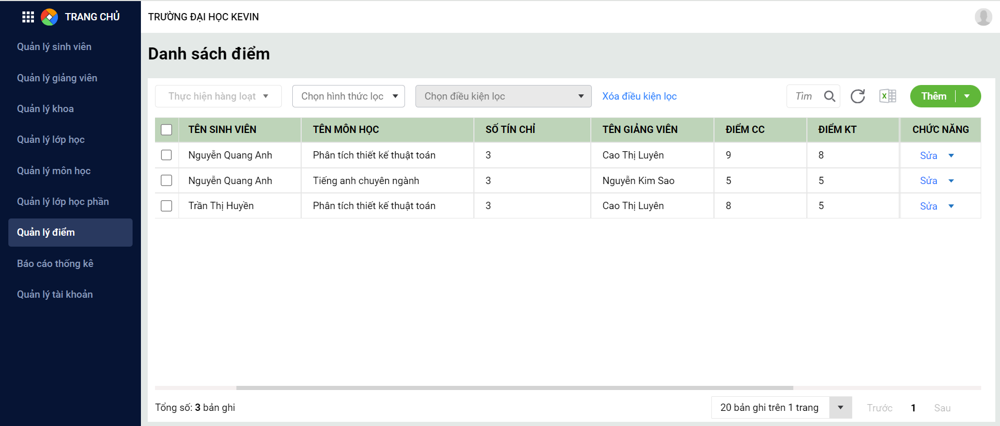 TRANG CHỦ
TRƯỜNG ĐẠI HỌC KEVIN
Quản lý sinh viên
Quản lý giảng viên
Quản lý khoa
Quản lý lớp học
Quản lý môn học
Quản lý lớp học phần
Quản lý điểm
Báo cáo thống kê
Quản lý tài khoản
Danh sách điểm
Thực hiện hàng loạt Chọn hình thức lọc Chọn điều kiện lọc Xóa điều kiện lọc Tìm Thêm
TÊN SINH VIÊN TÊN MÔN HỌC SỐ TÍN CHỈ TÊN GIẢNG VIÊN ĐIỂM CC ĐIỂM KT CHỨC NĂNG
Nguyễn Quang Anh Phân tích thiết kế thuật toán 3 Cao Thị Luyên 9 8 Sửa
Nguyễn Quang Anh Tiếng anh chuyên ngành 3 Nguyễn Kim Sao 5 5 Sửa
Trần Thị Huyền Phân tích thiết kế thuật toán 3 Cao Thị Luyên 8 5 Sửa
Tổng số: 3 bản ghi 20 bản ghi trên 1 trang Trước 1 Sau